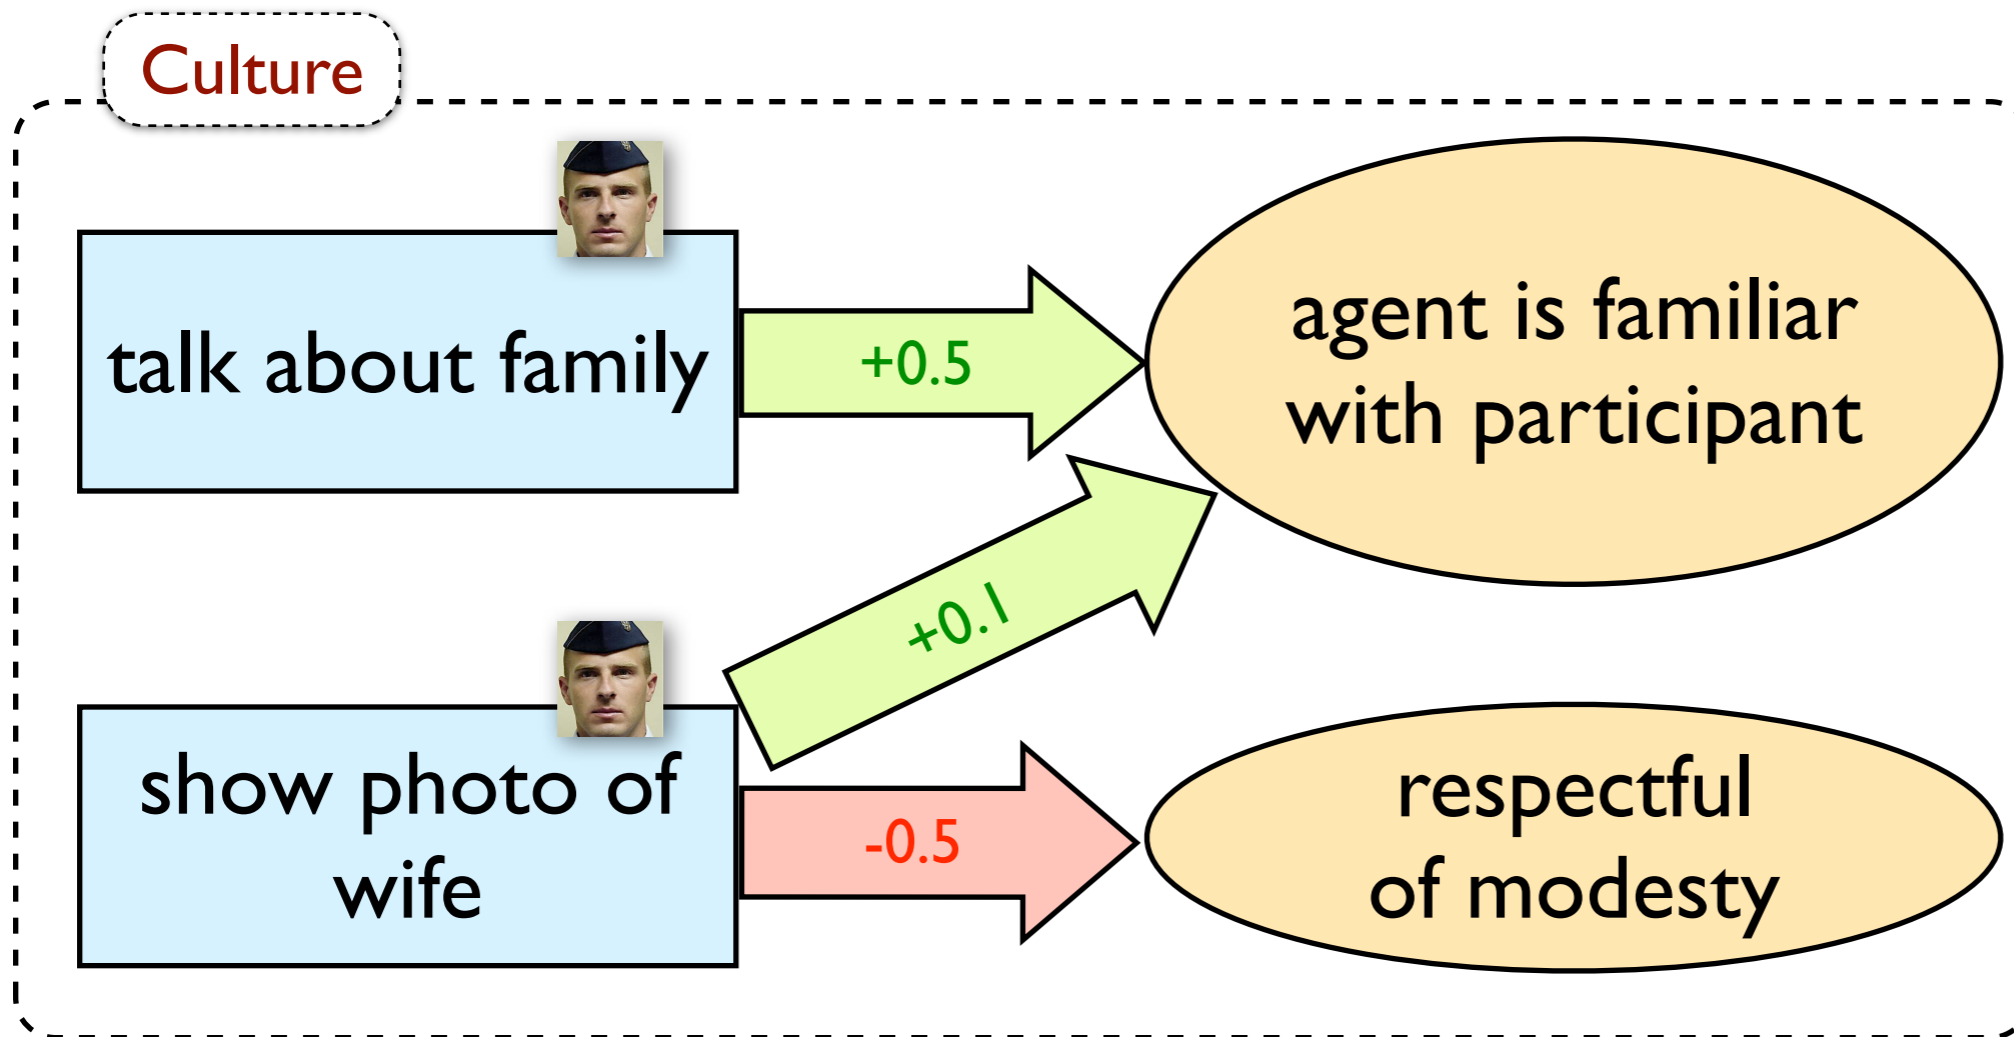 Culture
talk about family
+0.5
agent is familiar
with participant
+0.1
show photo of
wife
-0.5
respectful
of modesty